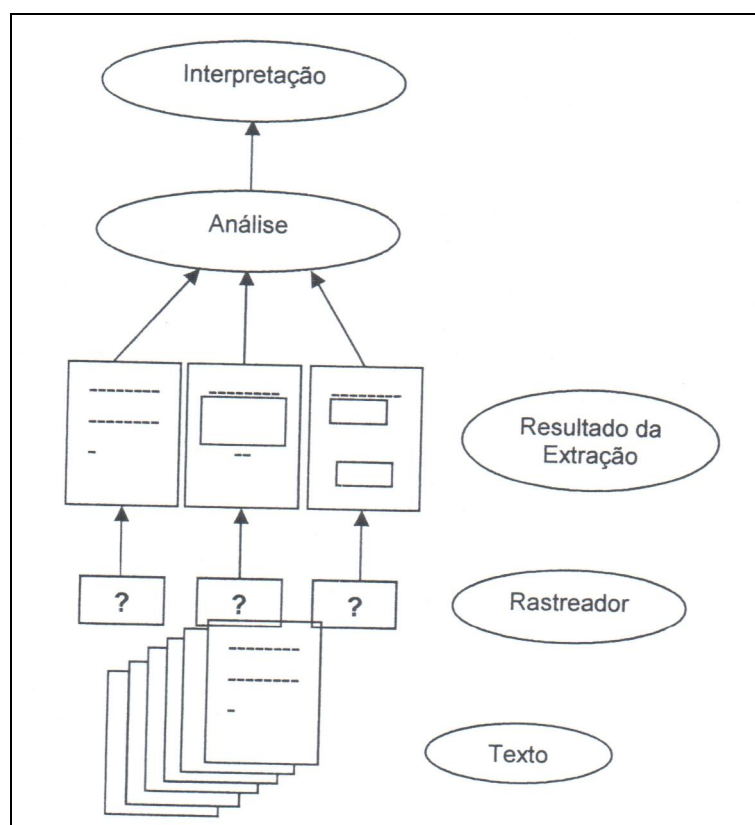 Interpretação
Análise
Resultado da
Extração
? ? ?
Rastreador
Texto